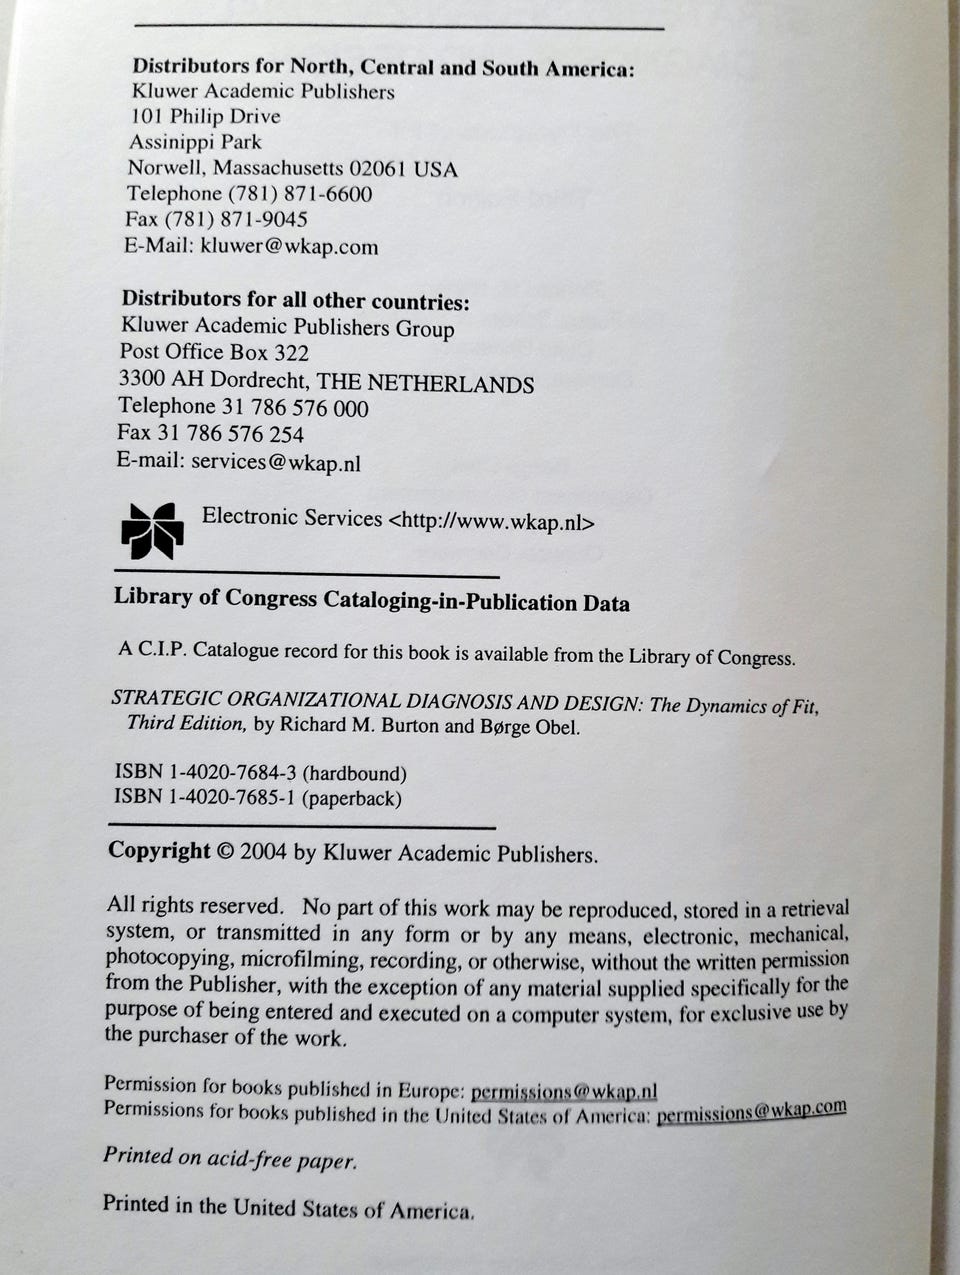 Distributors for North, Central and South America:
Kluwer Academic Publishers
101 Philip Drive
Assinippi Park
Norwell, Massachusetts 02061 USA
Telephone (781) 871-6600
Fax (781) 871-9045
E-Mail: kluwer@wkap.com
Distributors for all other countries:
Kluwer Academic Publishers Group
Post Office Box 322
3300 AH Dordrecht, THE NETHERLANDS
Telephone 31 786 576 000
Fax 31 786 576 254
E-mail: services@wkap.nl
Electronic Services <http://www.wkap.nl>
Library of Congress Cataloging-in-Publication Data
A C.I.P. Catalogue record for this book is available from the Library of Congress.
STRATEGIC ORGANIZATIONAL DIAGNOSIS AND DESIGN: The Dynamics of Fit,
Third Edition, by Richard M. Burton and Børge Obel.
ISBN 1-4020-7684-3 (hardbound)
ISBN 1-4020-7685-1 (paperback)
Copyright © 2004 by Kluwer Academic Publishers.
All rights reserved. No part of this work may be reproduced, stored in a retrieval
system, or transmitted in any form or by any means, electronic, mechanical,
photocopying, microfilming, recording, or otherwise, without the written permission
from the Publisher, with the exception of any material supplied specifically for the
purpose of being entered and executed on a computer system, for exclusive use by
the purchaser of the work.
Permission for books published in Europe: permissions@wkap.nl
Permissions for books published in the United States of America: permissions@wkap.com
Printed on acid-free paper.
Printed in the United States of America.